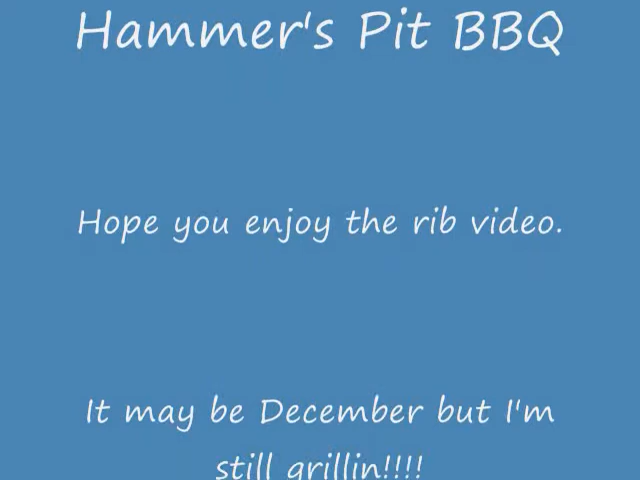 Hammer's Pit BBQ
Hope you enjoy the rib video.
It may be December but I'm
still grillin!!!!